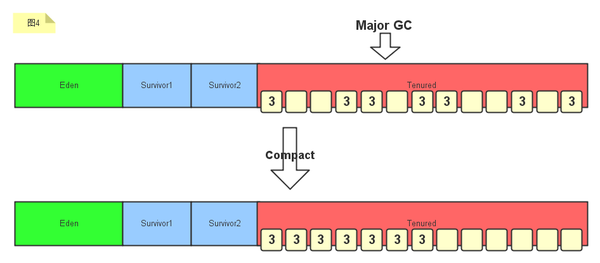 图4
Major GC
Eden Survivor1 Survivor2 Tenured
3 3 3 3 3 3 3
Compact
Eden Survivor1 Survivor2 Tenured
3 3 3 3 3 3 3